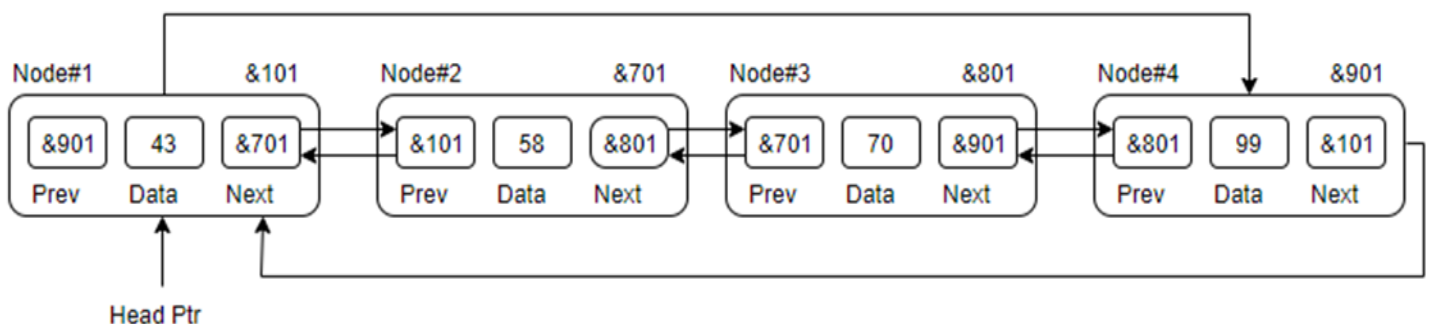 Node#1 &101 Node#2 &701 Node#3 &801 Node#4 &901
&901 43 &701 &101 58 &801 &701 70 &901 &801 99 &101
Prev Data Next Prev Data Next Prev Data Next Prev Data Next
Head Ptr